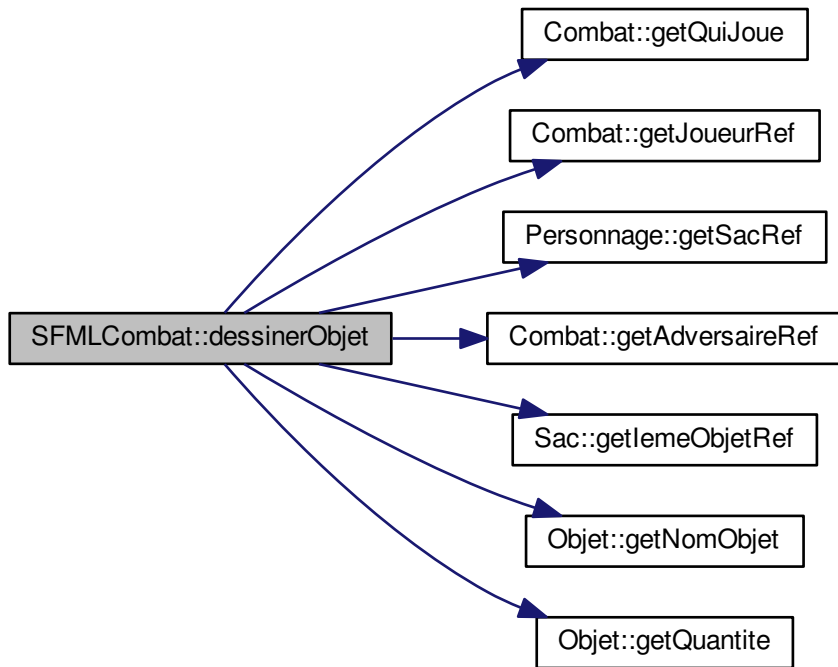 Combat::getQuiJoue
Combat::getJoueurRef
Personnage::getSacRef
SFMLCombat::dessinerObjet
Combat::getAdversaireRef
Sac::getIemeObjetRef
Objet::getNomObjet
Objet::getQuantite